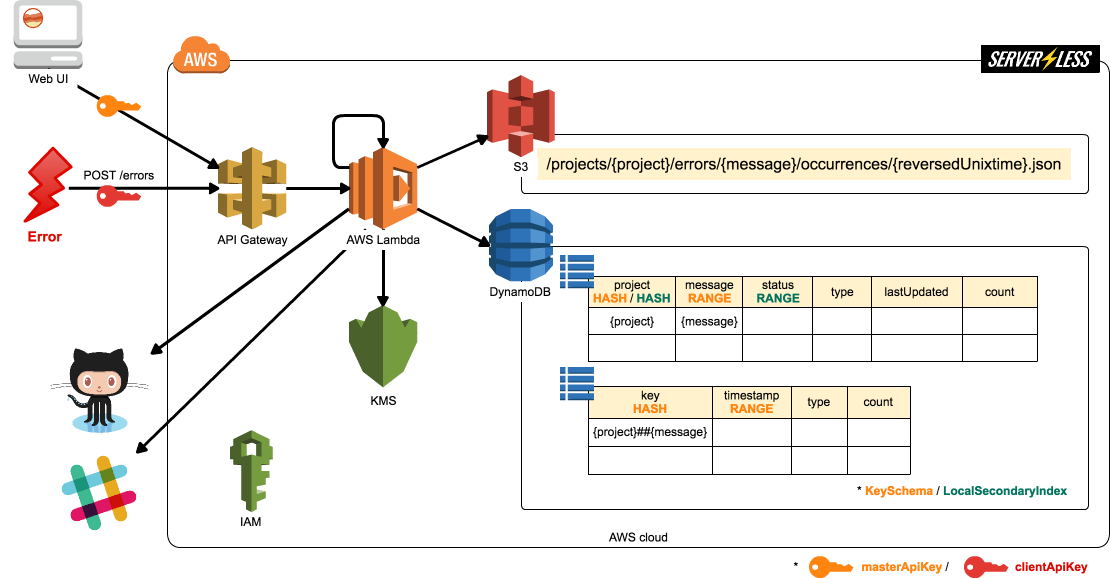 Web UI
AWS
SERVERLESS
POST /errors
Error
API Gateway
AWS Lambda
S3
/projects/{project}/errors/{message}/occurrences/{reversedUnixtime}.json
DynamoDB
project message status type lastUpdated count
HASH / HASH RANGE RANGE
{project} {message}
KMS
key timestamp type count
HASH RANGE
{project}##{message}
* KeySchema / LocalSecondaryIndex
IAM
AWS cloud
* masterApiKey / clientApiKey